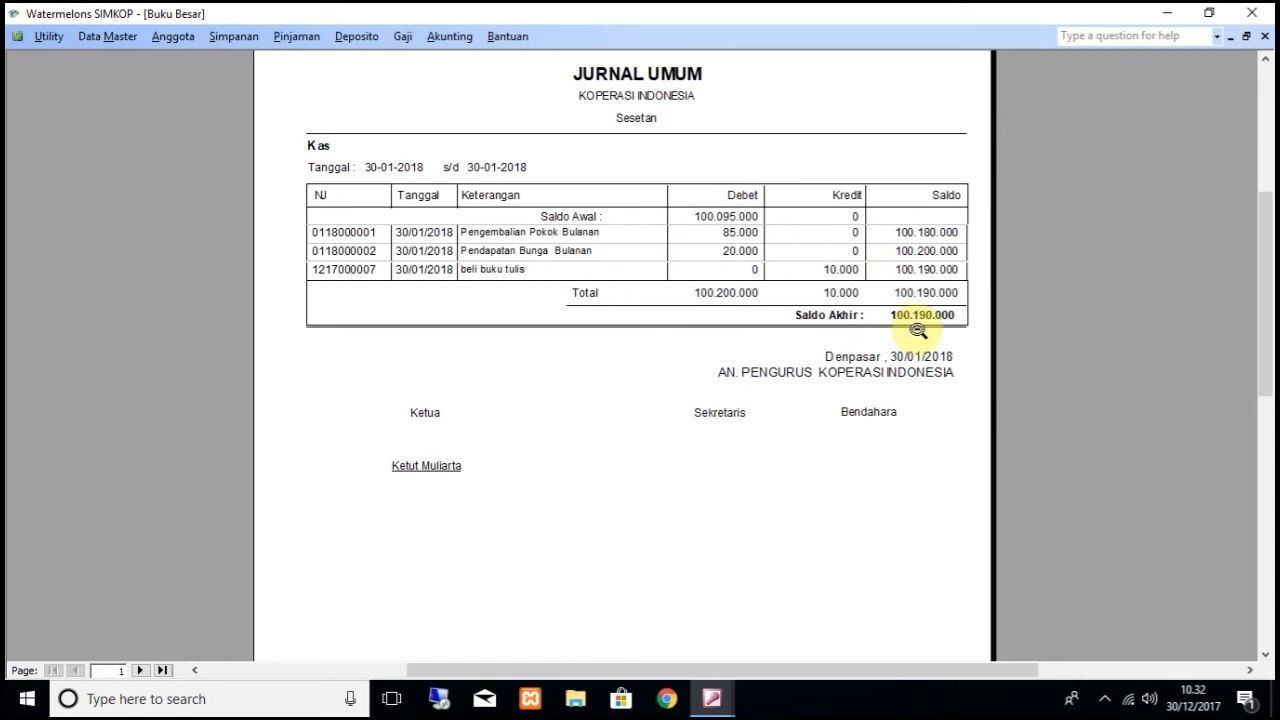 Watermelons SIMKOP - [Buku Besar]
Utility Data Master Anggota Simpanan Pinjaman Deposito Gaji Akunting Bantuan Type a question for help
JURNAL UMUM
KOPERASI INDONESIA
Sesetan
Kas
Tanggal : 30-01-2018 s/d 30-01-2018
NJ Tanggal Keterangan Debet Kredit Saldo
Saldo Awal : 100.095.000 0
0118000001 30/01/2018 Pengembalian Pokok Bulanan 85.000 0 100.180.000
0118000002 30/01/2018 Pendapatan Bunga Bulanan 20.000 0 100.200.000
1217000007 30/01/2018 beli buku tulis 0 10.000 100.190.000
Total 100.200.000 10.000 100.190.000
Saldo Akhir : 100.190.000
Denpasar , 30/01/2018
AN. PENGURUS KOPERASI INDONESIA
Ketua Sekretaris Bendahara
Ketut Muliarta
Page: 1
Type here to search
10.32
30/12/2017
1